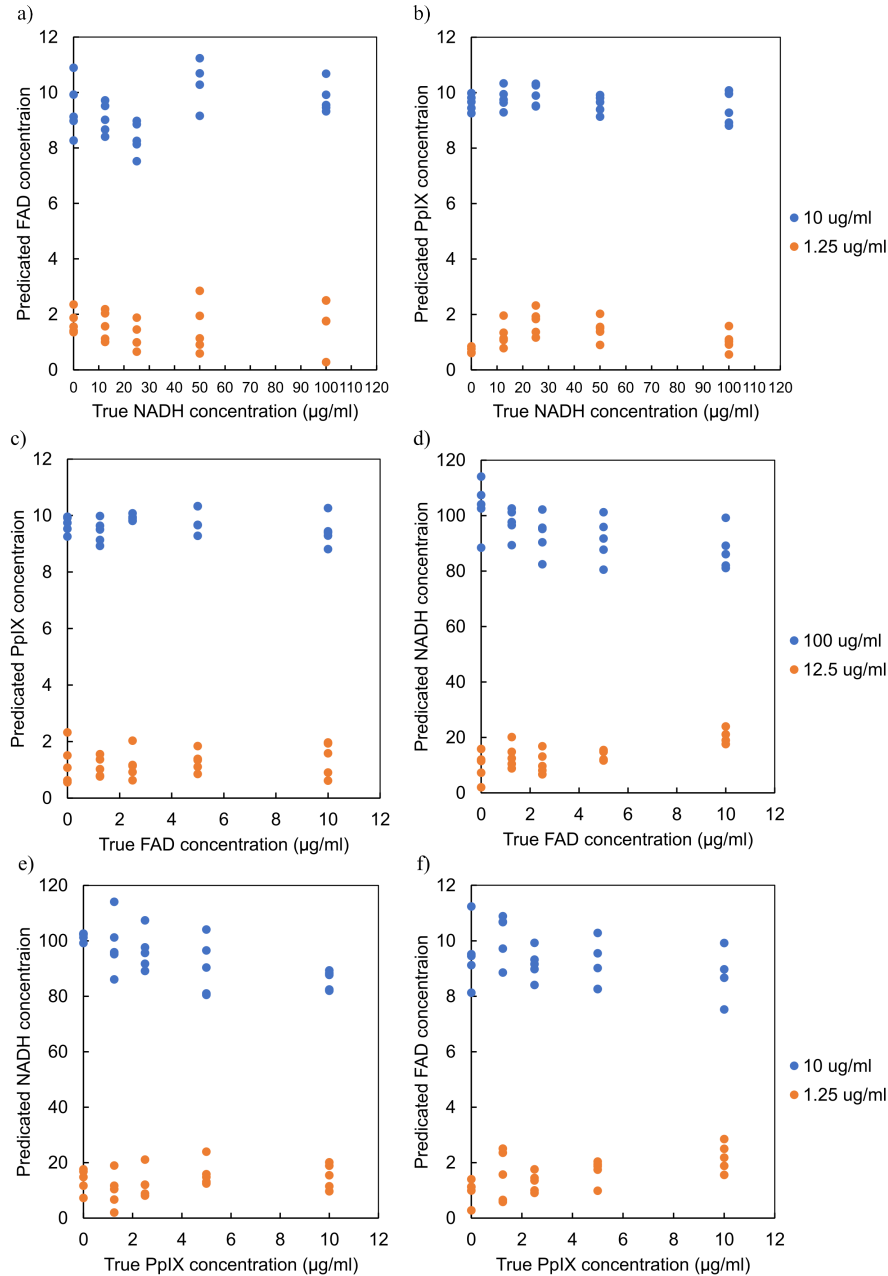 a)
12
10
8
6
4
2
0
Predicated FAD concentraion
0 10 20 30 40 50 60 70 80 90 100 110 120
True NADH concentration (µg/ml)
b)
12
10
8
6
4
2
0
Predicated PpIX concentraion
0 10 20 30 40 50 60 70 80 90 100 110 120
True NADH concentration (µg/ml)
10 ug/ml
1.25 ug/ml
c)
12
10
8
6
4
2
0
Predicated PpIX concentraion
0 2 4 6 8 10 12
True FAD concentration (µg/ml)
d)
120
100
80
60
40
20
0
Predicated NADH concentraion
0 2 4 6 8 10 12
True FAD concentration (µg/ml)
100 ug/ml
12.5 ug/ml
e)
120
100
80
60
40
20
0
Predicated NADH concentraion
0 2 4 6 8 10 12
True PpIX concentration (µg/ml)
f)
12
10
8
6
4
2
0
Predicated FAD concentraion
0 2 4 6 8 10 12
True PpIX concentration (µg/ml)
10 ug/ml
1.25 ug/ml